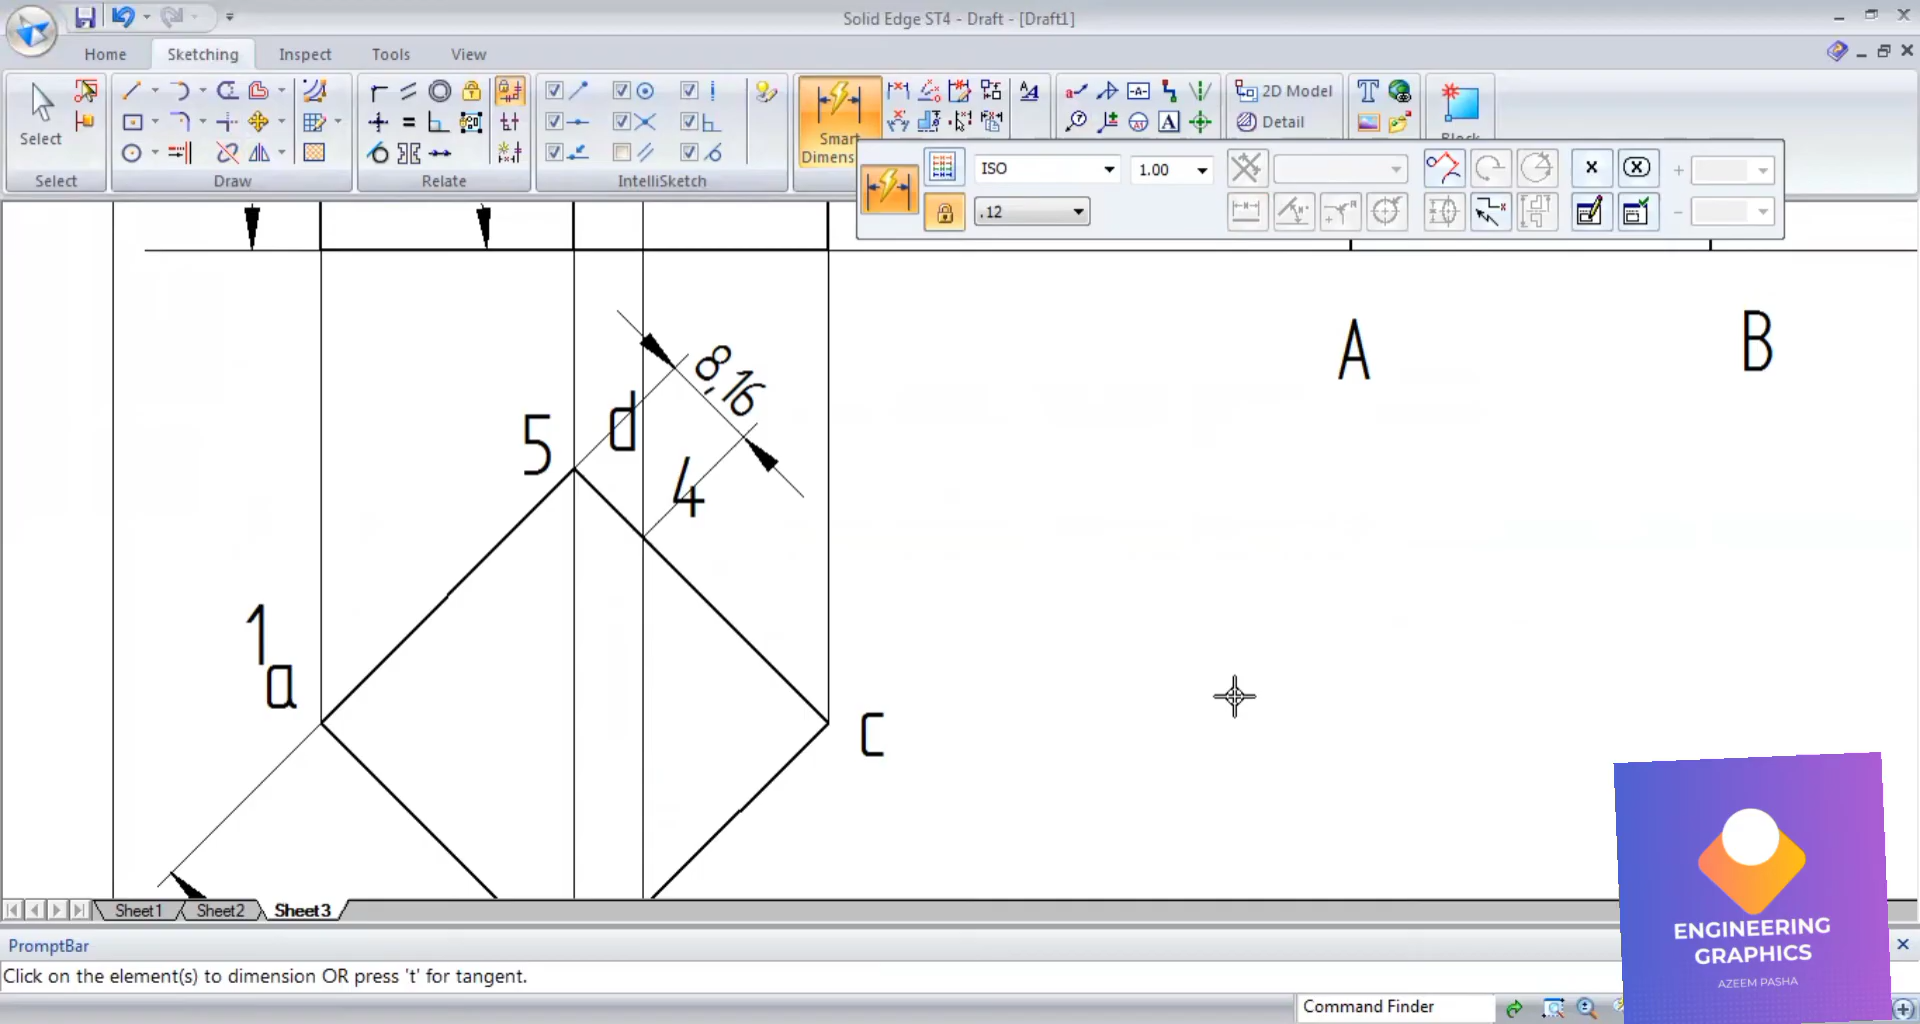 Solid Edge ST4 - Draft - [Draft1]
Home Sketching Inspect Tools View
Select
Smart
Dimens
2D Model
Detail
Block
Select Draw Relate IntelliSketch
ISO 1.00
.12
A B
8,16
5 d
4
1
a
c
Sheet1 Sheet2 Sheet3
PromptBar
Click on the element(s) to dimension OR press 't' for tangent.
Command Finder
ENGINEERING
GRAPHICS
AZEEM PASHA